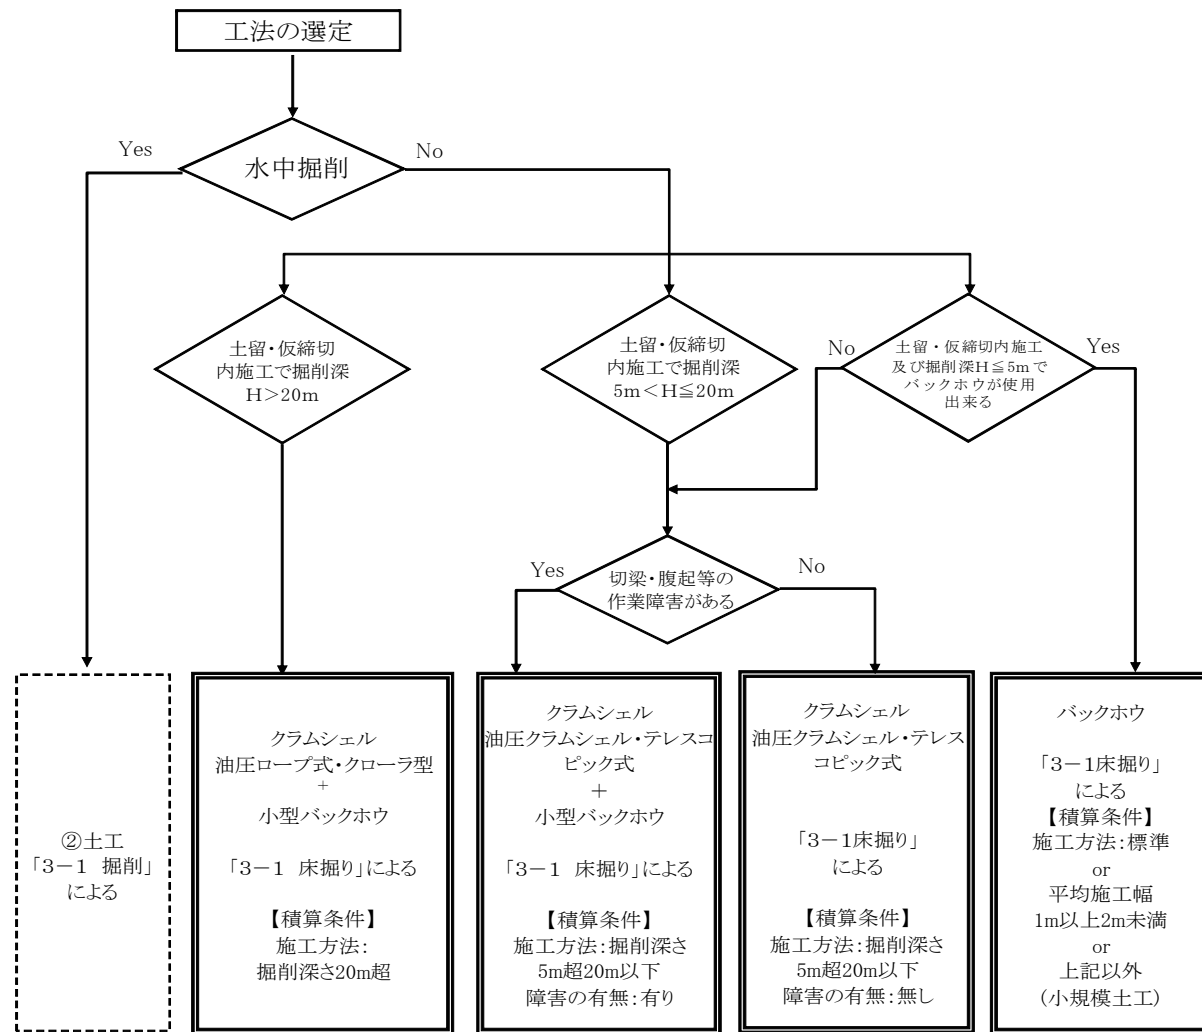 工法の選定
水中掘削
Yes
No
土留・仮締切
内施工で掘削深
H>20m
土留・仮締切
内施工で掘削深
5m<H≦20m
土留・仮締切内施工
及び掘削深H≦5mで
バックホウが使用
出来る
No
Yes
切梁・腹起等の
作業障害がある
Yes
No
②土工
「3-1 掘削」
による
クラムシェル
油圧ロープ式・クローラ型
+
小型バックホウ
「3-1 床掘り」による
【積算条件】
施工方法:
掘削深さ20m超
クラムシェル
油圧クラムシェル・テレスコ
ピック式
+
小型バックホウ
「3-1 床掘り」による
【積算条件】
施工方法:掘削深さ
5m超20m以下
障害の有無:有り
クラムシェル
油圧クラムシェル・テレス
コピック式
「3-1床掘り」
による
【積算条件】
施工方法:掘削深さ
5m超20m以下
障害の有無:無し
バックホウ
「3-1床掘り」
による
【積算条件】
施工方法:標準
or
平均施工幅
1m以上2m未満
or
上記以外
(小規模土工)